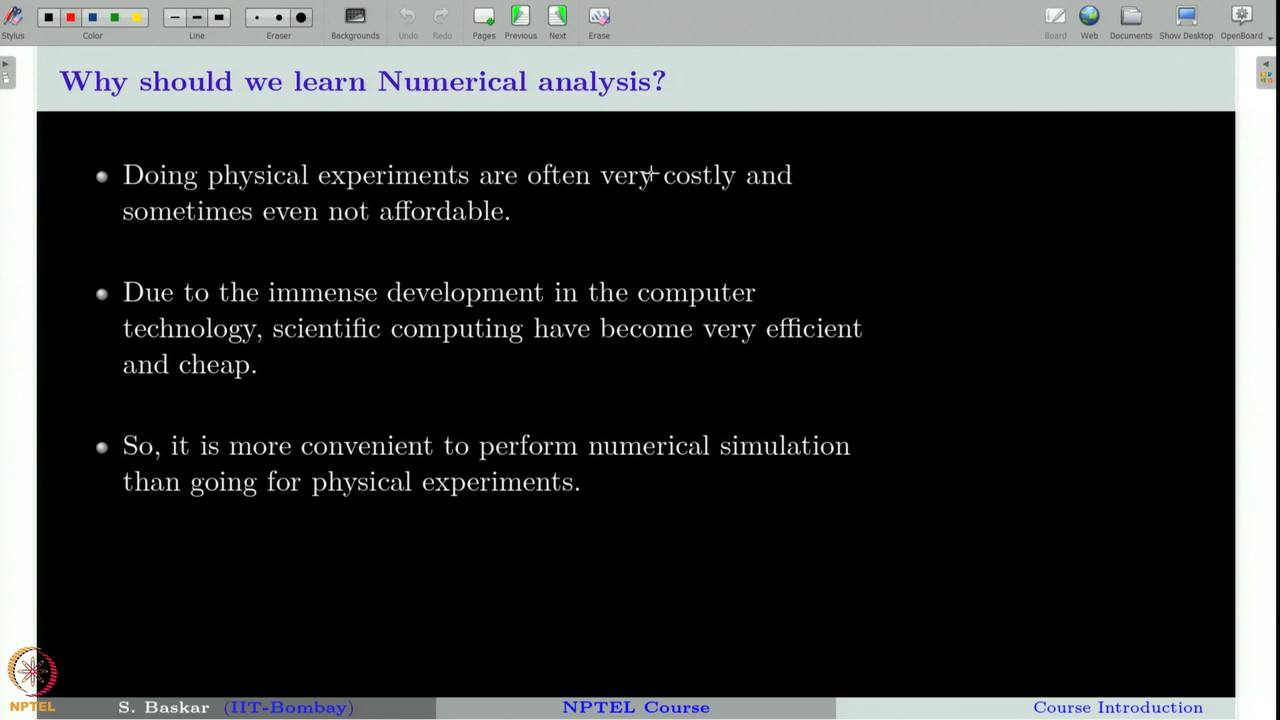 Stylus Color Line Eraser Backgrounds Undo Redo Pages Previous Next Erase Board Web Documents Show Desktop OpenBoard
Why should we learn Numerical analysis?
Doing physical experiments are often very costly and
sometimes even not affordable.
Due to the immense development in the computer
technology, scientific computing have become very efficient
and cheap.
So, it is more convenient to perform numerical simulation
than going for physical experiments.
NPTEL
S. Baskar (IIT-Bombay) NPTEL Course Course Introduction